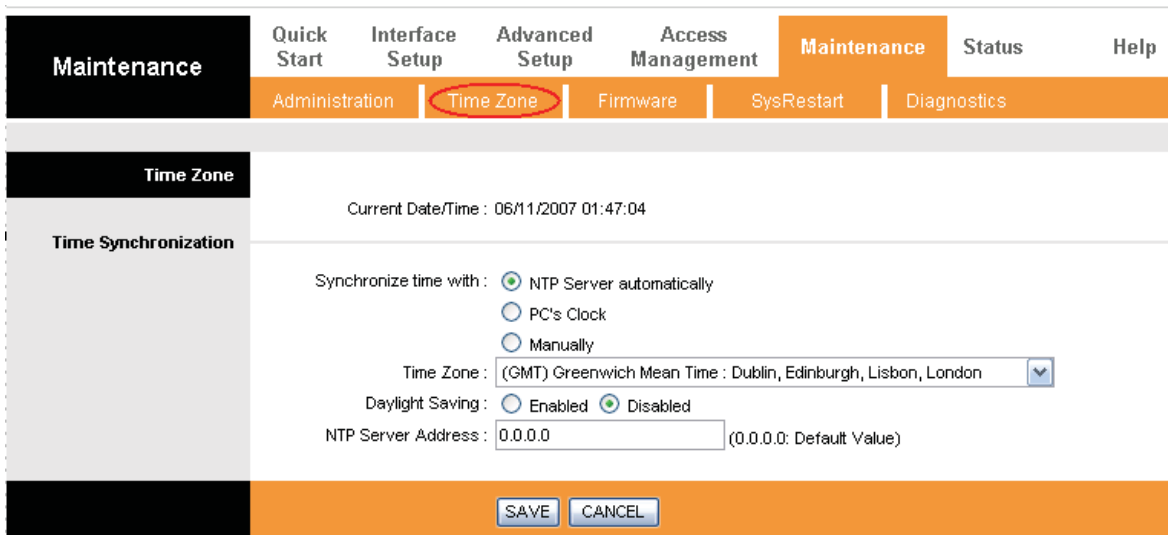 Maintenance
Quick Start
Interface Setup
Advanced Setup
Access Management
Maintenance
Status
Help
Administration
Time Zone
Firmware
SysRestart
Diagnostics
Time Zone
Current Date/Time : 06/11/2007 01:47:04
Time Synchronization
Synchronize time with : NTP Server automatically
PC's Clock
Manually
Time Zone : (GMT) Greenwich Mean Time : Dublin, Edinburgh, Lisbon, London
Daylight Saving : Enabled Disabled
NTP Server Address : 0.0.0.0 (0.0.0.0: Default Value)
SAVE CANCEL